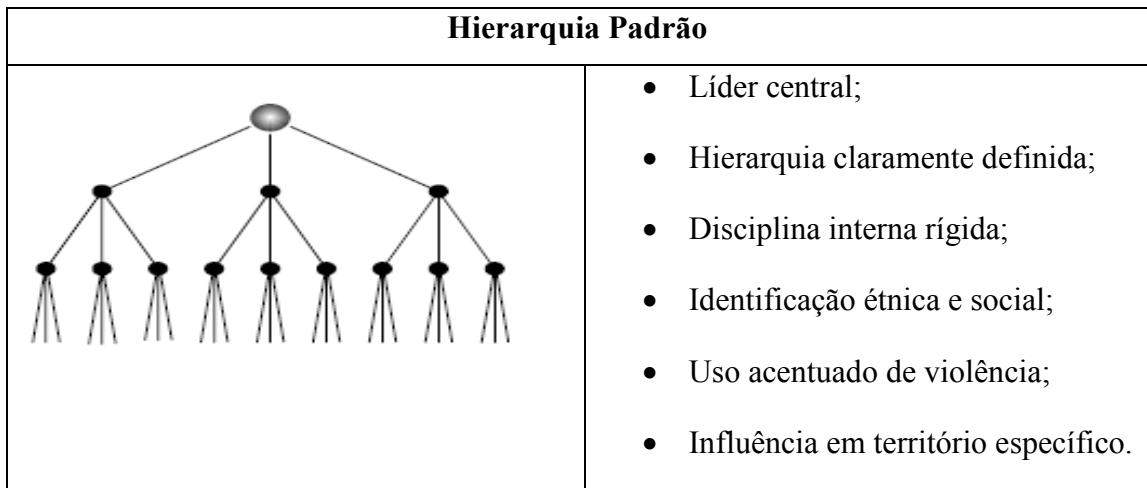 Hierarquia Padrão
• Líder central;
• Hierarquia claramente definida;
• Disciplina interna rígida;
• Identificação étnica e social;
• Uso acentuado de violência;
• Influência em território específico.